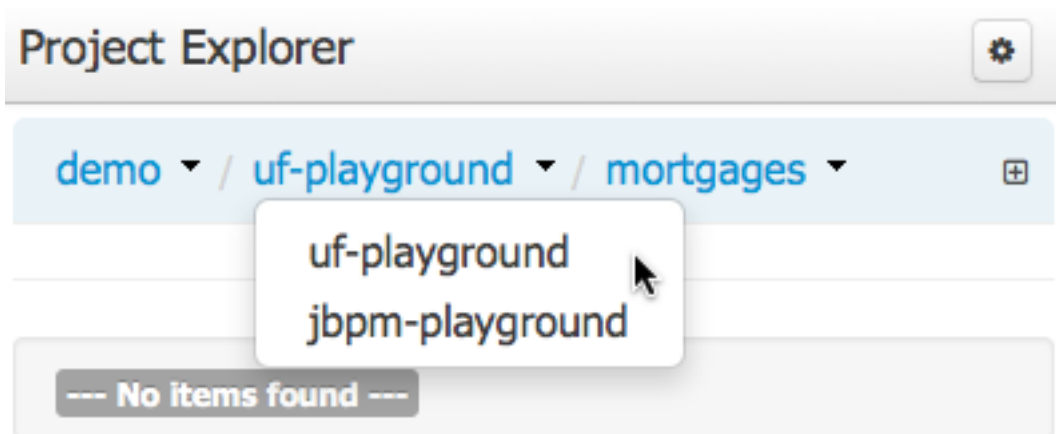 Project Explorer
demo / uf-playground / mortgages
uf-playground
jbpm-playground
--- No items found ---